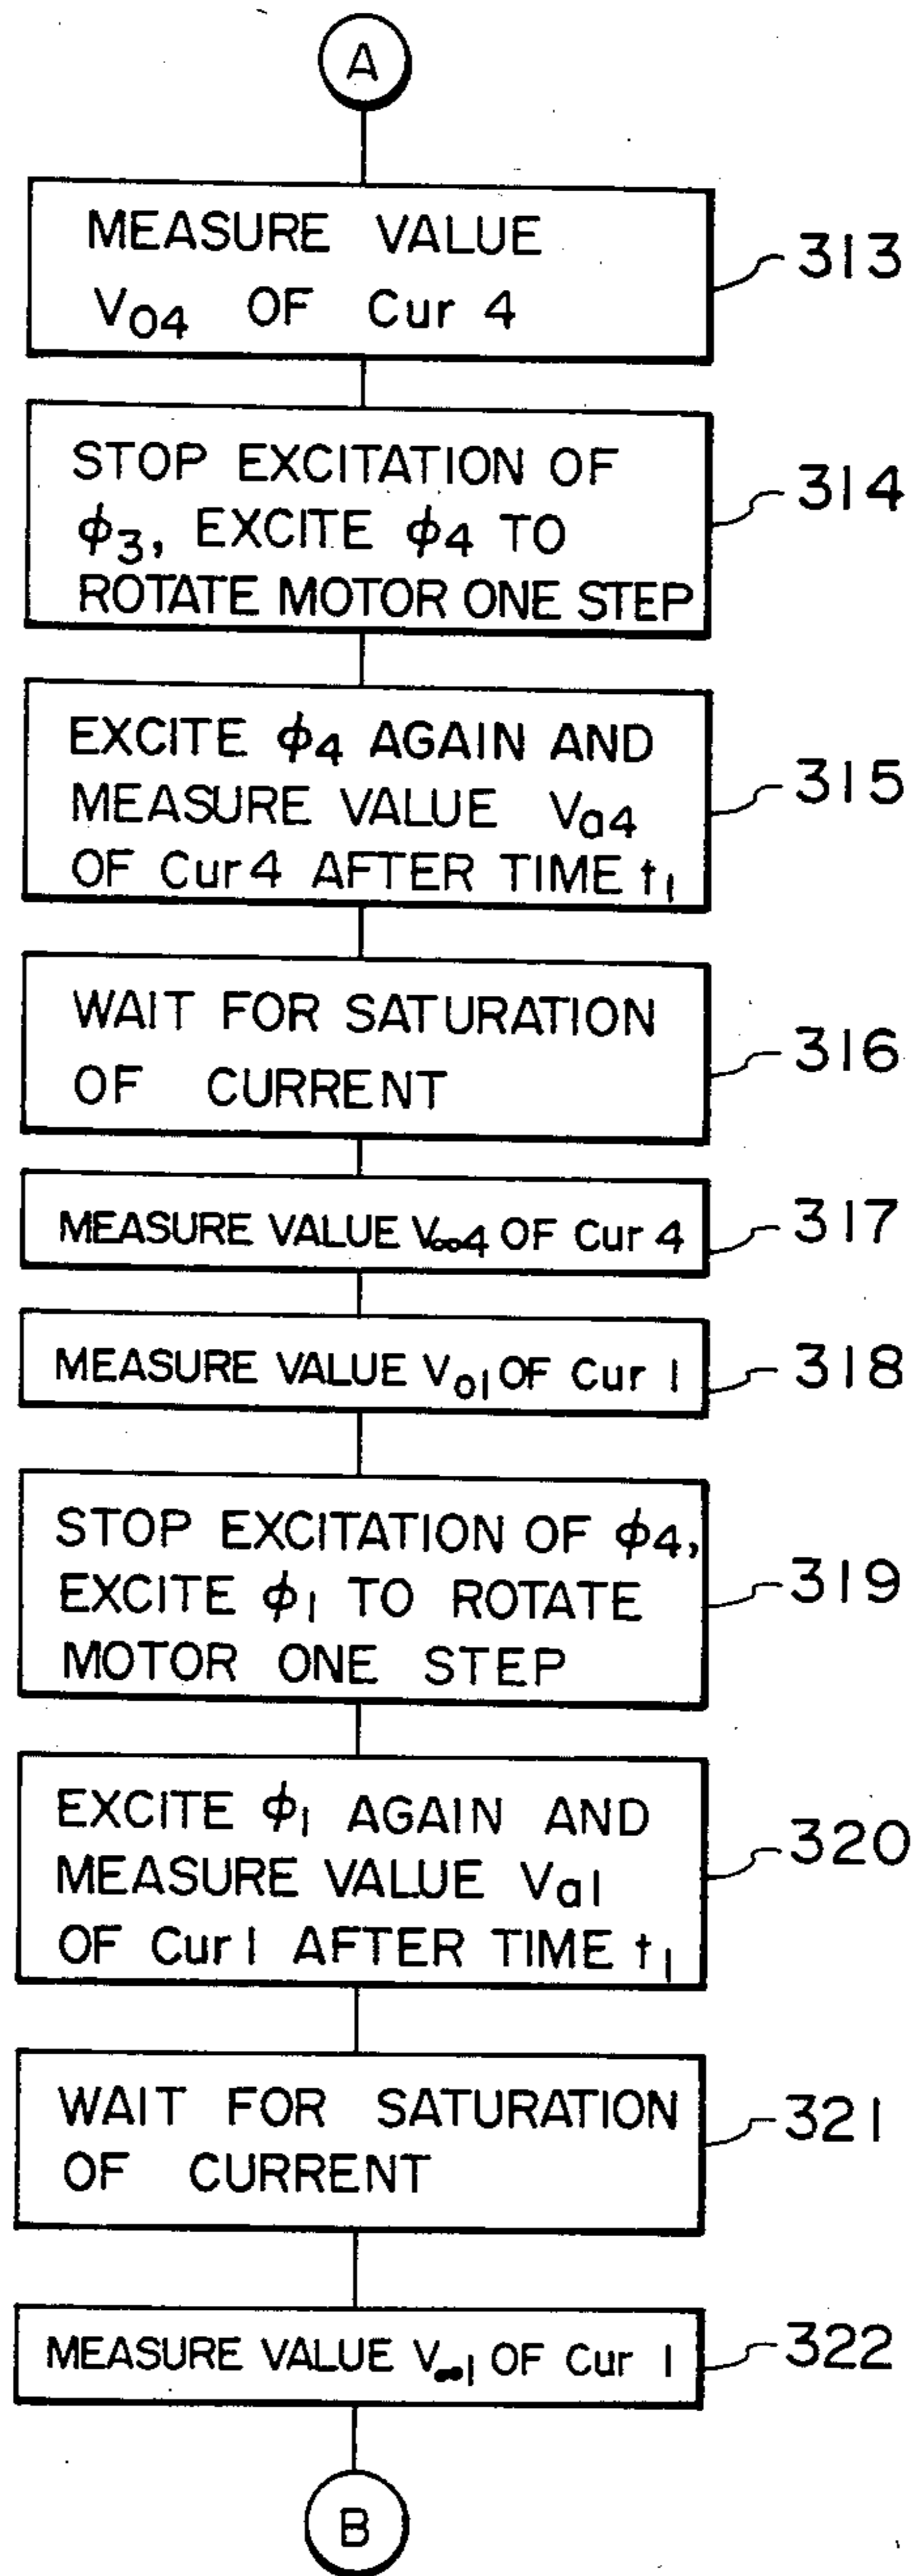 A
MEASURE VALUE
V04 OF Cur 4
313
STOP EXCITATION OF
ϕ3, EXCITE ϕ4 TO
ROTATE MOTOR ONE STEP
314
EXCITE ϕ4 AGAIN AND
MEASURE VALUE Va4
OF Cur 4 AFTER TIME t1
315
WAIT FOR SATURATION
OF CURRENT
316
MEASURE VALUE V∞4 OF Cur 4
317
MEASURE VALUE V01 OF Cur 1
318
STOP EXCITATION OF ϕ4,
EXCITE ϕ1 TO ROTATE
MOTOR ONE STEP
319
EXCITE ϕ1 AGAIN AND
MEASURE VALUE Va1
OF Cur 1 AFTER TIME t1
320
WAIT FOR SATURATION
OF CURRENT
321
MEASURE VALUE V∞1 OF Cur 1
322
B